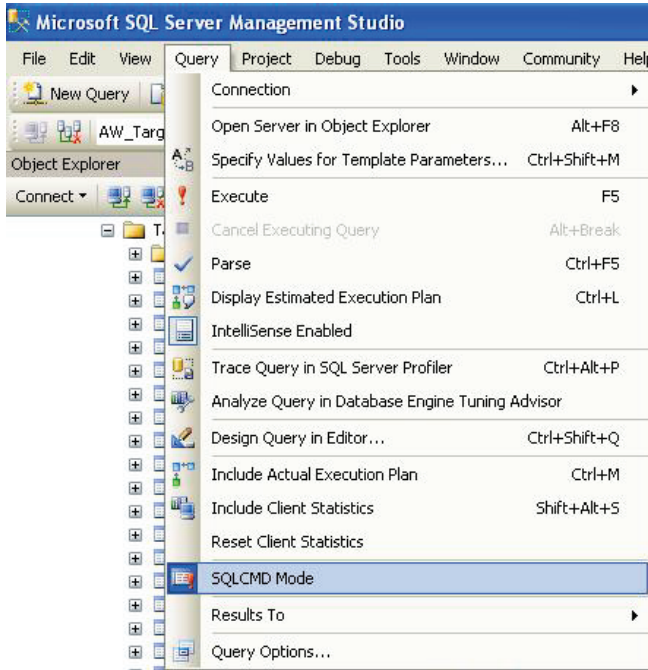 Microsoft SQL Server Management Studio
File Edit View Query Project Debug Tools Window Community Hel
New Query
AW_Targ
Object Explorer
Connect
Connection
Open Server in Object Explorer Alt+F8
Specify Values for Template Parameters... Ctrl+Shift+M
Execute F5
Cancel Executing Query Alt+Break
Parse Ctrl+F5
Display Estimated Execution Plan Ctrl+L
IntelliSense Enabled
Trace Query in SQL Server Profiler Ctrl+Alt+P
Analyze Query in Database Engine Tuning Advisor
Design Query in Editor... Ctrl+Shift+Q
Include Actual Execution Plan Ctrl+M
Include Client Statistics Shift+Alt+S
Reset Client Statistics
SQLCMD Mode
Results To
Query Options...